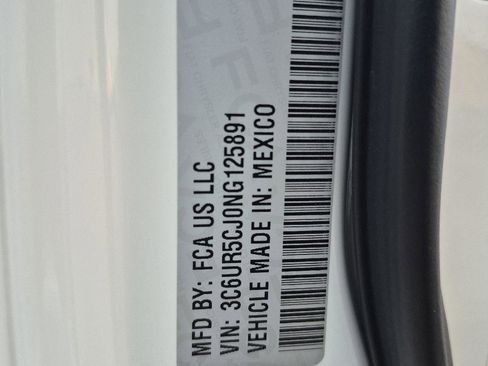 MFD BY: FCA US LLC
VIN: 3C6UR5CJ0NG125891
VEHICLE MADE IN: MEXICO